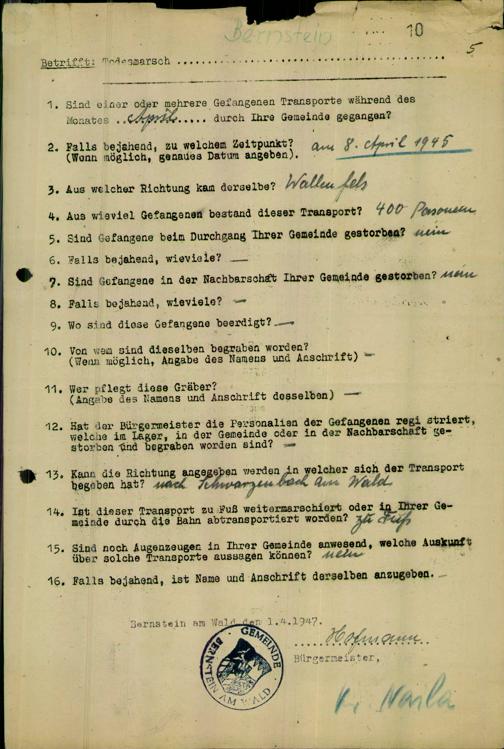 Bernstein
10
5
Betrifft: Todesmarsch ....................................
1. Sind einer oder mehrere Gefangenen Transporte während des
Monates ..April..... durch Ihre Gemeinde gegangen?
2. Falls bejahend, zu welchem Zeitpunkt? am 8. April 1945
(Wenn möglich, genaues Datum angeben).
3. Aus welcher Richtung kam derselbe? Wallenfels
4. Aus wieviel Gefangenen bestand dieser Transport? 400 Personen
5. Sind Gefangene beim Durchgang Ihrer Gemeinde gestorben? nein
6. Falls bejahend, wieviele? —
7. Sind Gefangene in der Nachbarschaft Ihrer Gemeinde gestorben? nein
8. Falls bejahend, wieviele? —
9. Wo sind diese Gefangene beerdigt? —
10. Von wem sind dieselben begraben worden?
(Wenn möglich, Angabe des Namens und Anschrift) —
11. Wer pflegt diese Gräber?
(Angabe des Namens und Anschrift desselben) —
12. Hat der Bürgermeister die Personalien der Gefangenen regi striert,
welche im Lager, in der Gemeinde oder in der Nachbarschaft ge-
storben und begraben worden sind? —
13. Kann die Richtung angegeben werden in welcher sich der Transport
begeben hat? nach Schwarzenbach am Wald
14. Ist dieser Transport zu Fuß weitermarschiert oder in Ihrer Ge-
meinde durch die Bahn abtransportiert worden? zu Fuß
15. Sind noch Augenzeugen in Ihrer Gemeinde anwesend, welche Auskunft
über solche Transporte aussagen können? nein
16. Falls bejahend, ist Name und Anschrift derselben anzugeben. —
Bernstein am Wald den 1.4.1947.
Hofmann
Bürgermeister,
GEMEINDE
BERNSTEIN AM WALD
Naila